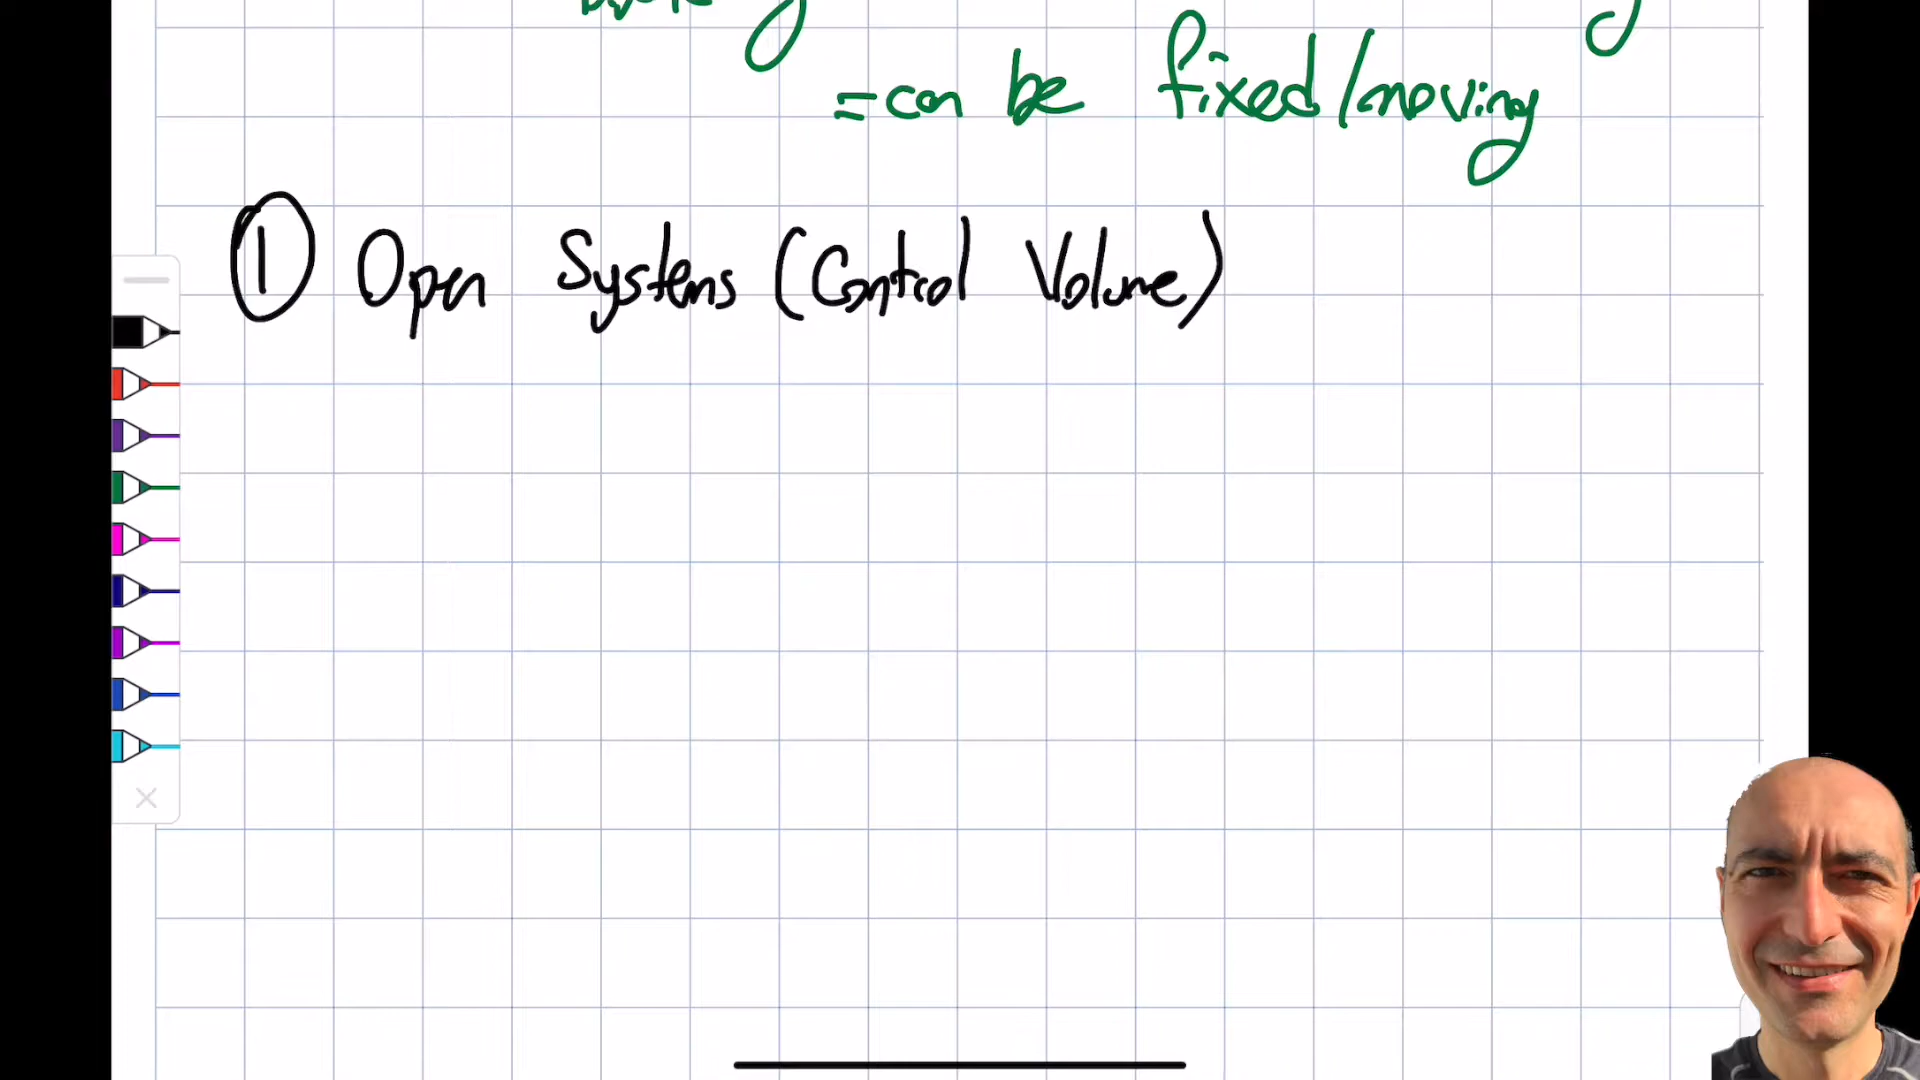 =can be fixed/moving
① Open Systems (Control Volume)